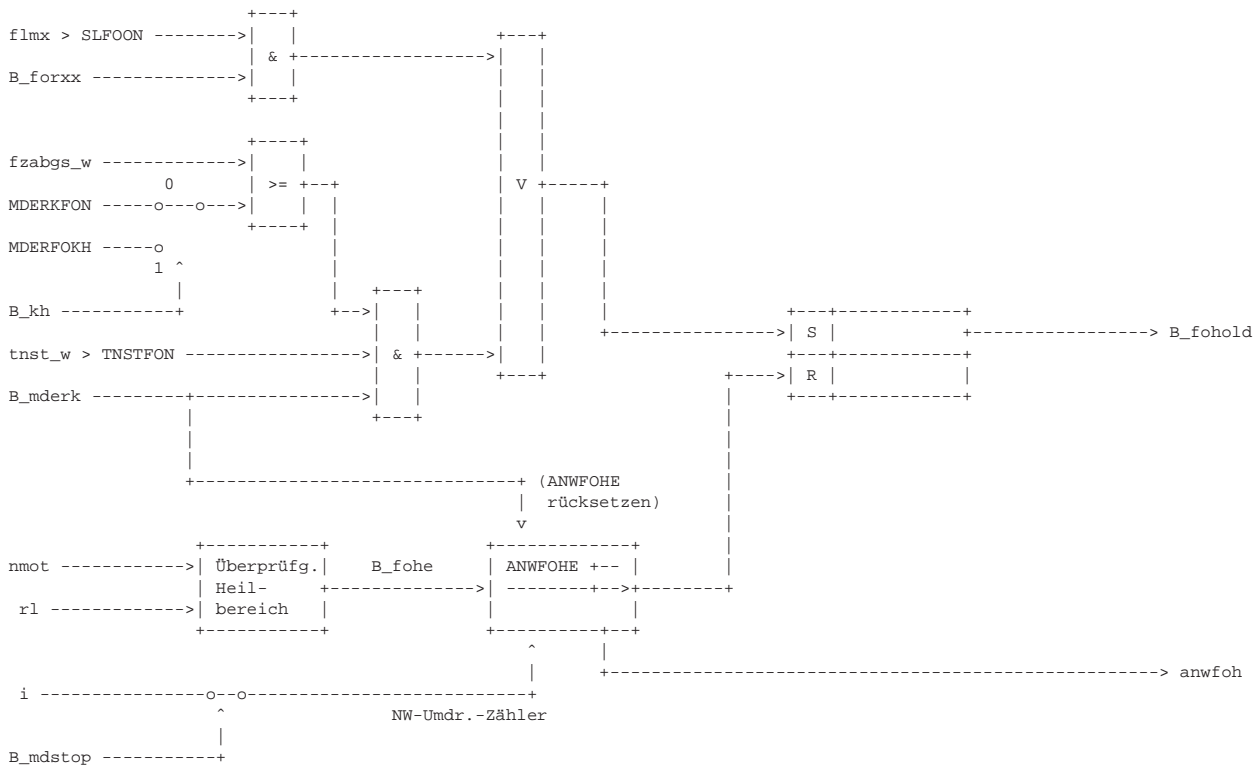 flmx > SLFOON
&
B_forxx
fzabgs_w
0
>=
V
MDERKFON
MDERFOKH
1
B_kh
S
B_fohold
tnst_w > TNSTFON
&
R
B_mderk
(ANWFOHE
rücksetzen)
nmot
Überprüfg.
B_fohe
ANWFOHE
Heil-
rl
bereich
anwfoh
i
NW-Umdr.-Zähler
B_mdstop